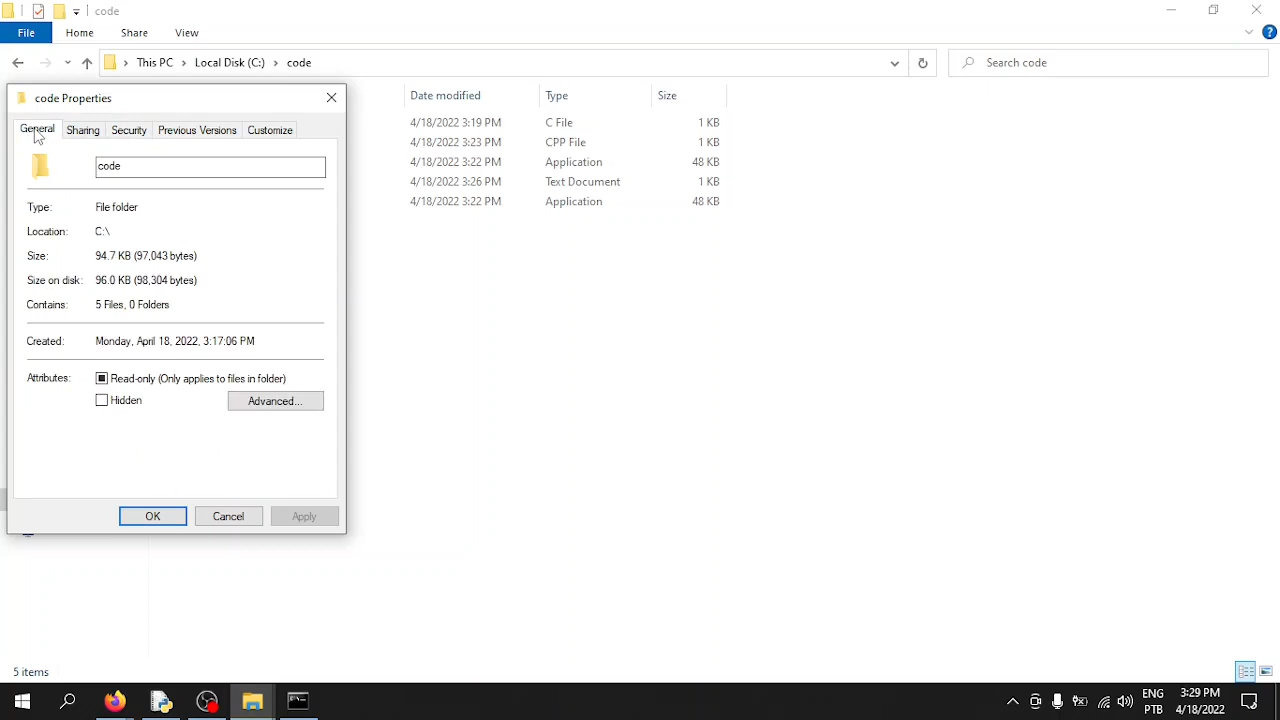 code
File Home Share View
This PC Local Disk (C:) code Search code
code Properties
Date modified Type Size
General Sharing Security Previous Versions Customize
4/18/2022 3:19 PM C File 1 KB
4/18/2022 3:23 PM CPP File 1 KB
4/18/2022 3:22 PM Application 48 KB
4/18/2022 3:26 PM Text Document 1 KB
4/18/2022 3:22 PM Application 48 KB
code
Type: File folder
Location: C:\
Size: 94.7 KB (97,043 bytes)
Size on disk: 96.0 KB (98,304 bytes)
Contains: 5 Files, 0 Folders
Created: Monday, April 18, 2022, 3:17:06 PM
Attributes: Read-only (Only applies to files in folder)
Hidden Advanced...
OK Cancel Apply
5 items
ENG 3:29 PM
PTB 4/18/2022